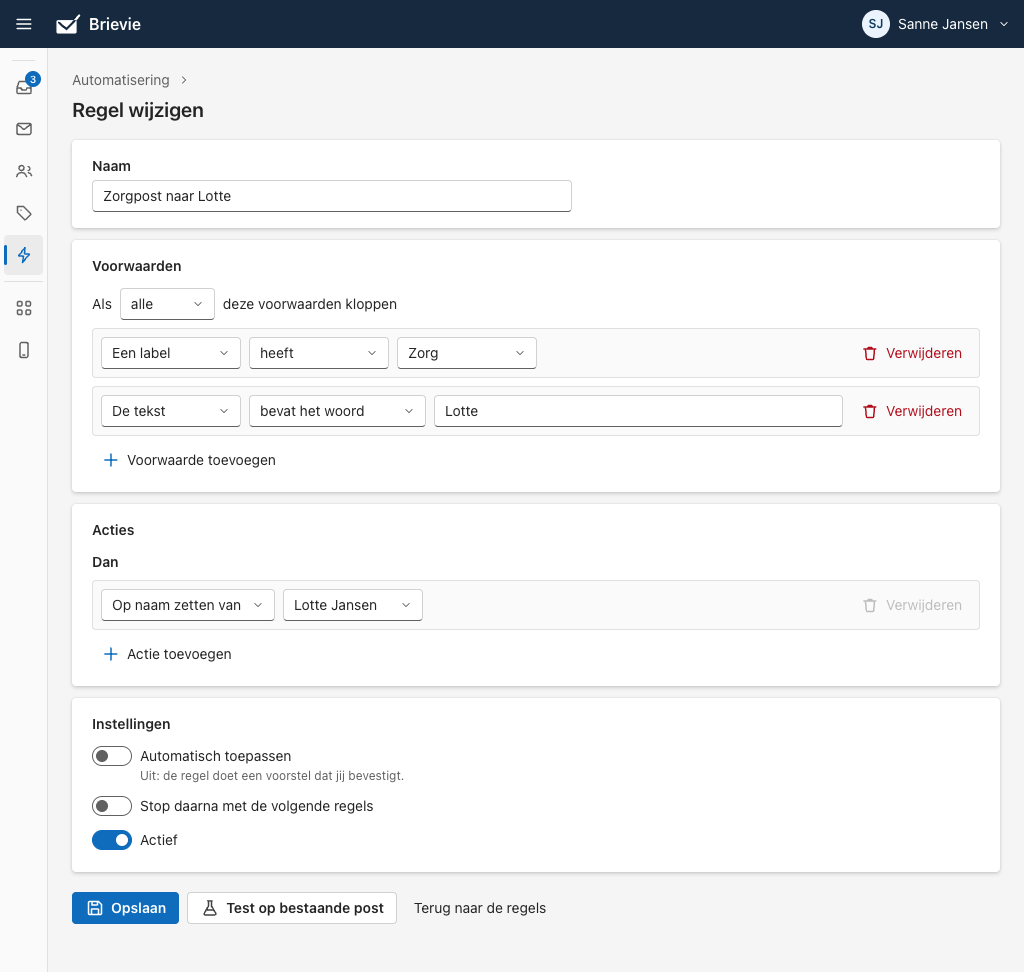 Brievie
SJ Sanne Jansen
3
Automatisering
Regel wijzigen
Naam
Zorgpost naar Lotte
Voorwaarden
Als alle deze voorwaarden kloppen
Een label heeft Zorg Verwijderen
De tekst bevat het woord Lotte Verwijderen
Voorwaarde toevoegen
Acties
Dan
Op naam zetten van Lotte Jansen Verwijderen
Actie toevoegen
Instellingen
Automatisch toepassen
Uit: de regel doet een voorstel dat jij bevestigt.
Stop daarna met de volgende regels
Actief
Opslaan Test op bestaande post Terug naar de regels